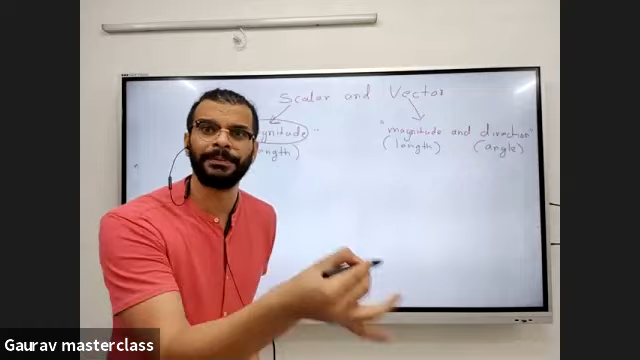 Scalar and Vector
"magnitude and direction"
(length) (angle)
Gaurav masterclass